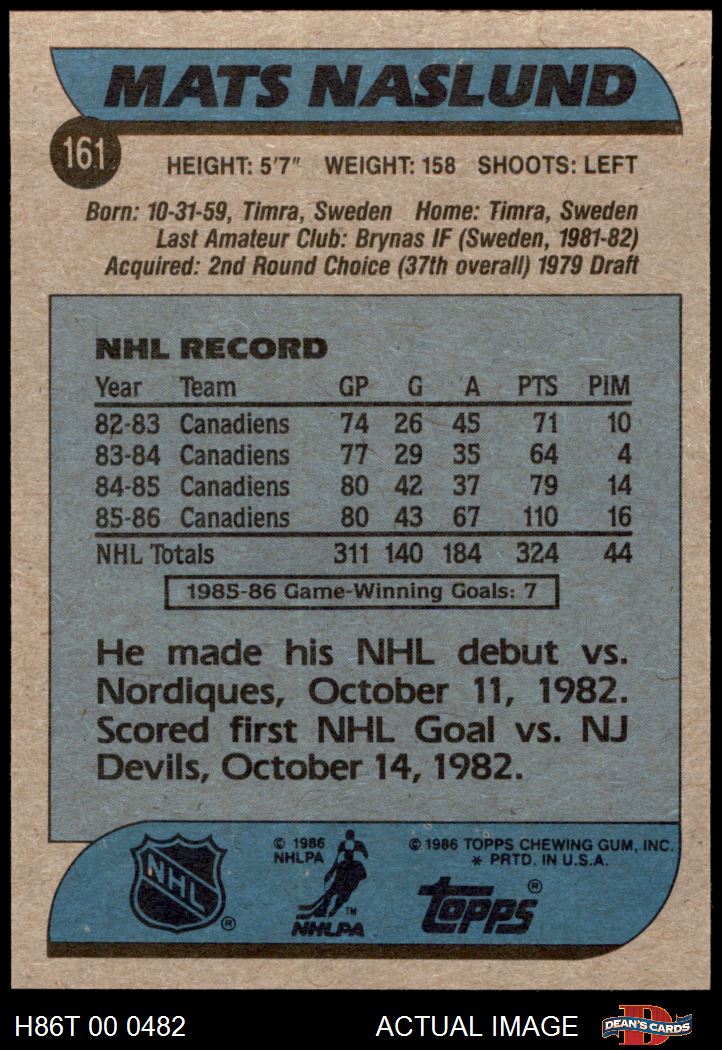 MATS NASLUND
161
HEIGHT: 5'7" WEIGHT: 158 SHOOTS: LEFT
Born: 10-31-59, Timra, Sweden Home: Timra, Sweden
Last Amateur Club: Brynas IF (Sweden, 1981-82)
Acquired: 2nd Round Choice (37th overall) 1979 Draft
NHL RECORD
Year Team GP G A PTS PIM
82-83 Canadiens 74 26 45 71 10
83-84 Canadiens 77 29 35 64 4
84-85 Canadiens 80 42 37 79 14
85-86 Canadiens 80 43 67 110 16
NHL Totals 311 140 184 324 44
1985-86 Game-Winning Goals: 7
He made his NHL debut vs.
Nordiques, October 11, 1982.
Scored first NHL Goal vs. NJ
Devils, October 14, 1982.
NHL ®
© 1986
NHLPA
TM
NHLPA
© 1986 TOPPS CHEWING GUM, INC.
* PRTD. IN U.S.A.
topps ®
H86T 00 0482 ACTUAL IMAGE D DEAN'S CARDS